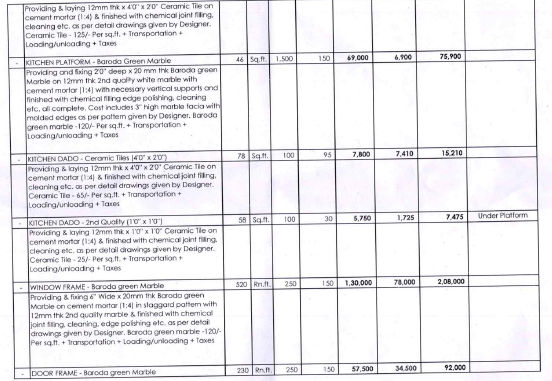 Providing & laying 12mm thk x 4'0" x 2'0" Ceramic Tile on
cement mortar (1:4) & finished with chemical joint filling,
cleaning etc. as per detail drawings given by Designer.
Ceramic Tile - 125/- Per sq.ft. + Transportation +
Loading/unloading + Taxes
- KITCHEN PLATFORM - Baroda Green Marble 46 Sq.ft. 1,500 150 69,000 6,900 75,900
Providing and fixing 2'0" deep x 20 mm thk Baroda green
Marble on 12mm thk 2nd quality white marble with
cement mortar (1:4) with necessary vertical supports and
finished with chemical filling edge polishing, cleaning
etc. all complete. Cost includes 3" high marble facia with
molded edges as per pattern given by Designer. Baroda
green marble -120/- Per sq.ft. + Transportation +
Loading/unloading + Taxes
- KITCHEN DADO - Ceramic Tiles (4'0" x 2'0") 78 Sq.ft. 100 95 7,800 7,410 15,210
Providing & laying 12mm thk x 4'0" x 2'0" Ceramic Tile on
cement mortar (1:4) & finished with chemical joint filling,
cleaning etc. as per detail drawings given by Designer.
Ceramic Tile - 65/- Per sq.ft. + Transportation +
Loading/unloading + Taxes
- KITCHEN DADO - 2nd Quality (1'0" x 1'0") 58 Sq.ft. 100 30 5,750 1,725 7,475 Under Platform
Providing & laying 12mm thk x 1'0" x 1'0" Ceramic Tile on
cement mortar (1:4) & finished with chemical joint filling,
cleaning etc. as per detail drawings given by Designer.
Ceramic Tile - 25/- Per sq.ft. + Transportation +
Loading/unloading + Taxes
- WINDOW FRAME - Baroda green Marble 520 Rn.ft. 250 150 1,30,000 78,000 2,08,000
Providing & fixing 6" Wide x 20mm thk Baroda green
Marble on cement mortar (1:4) in staggard pattern with
12mm thk 2nd quality marble & finished with chemical
joint filling, cleaning, edge polishing etc. as per detail
drawings given by Designer. Baroda green marble -120/-
Per sq.ft. + Transportation + Loading/unloading + Taxes
- DOOR FRAME - Baroda green Marble 230 Rn.ft. 250 150 57,500 34,500 92,000